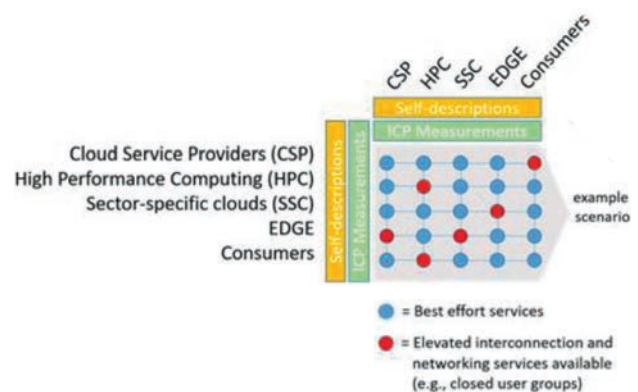 CSP
HPC
SSC
EDGE
Consumers
Self-descriptions
ICP Measurements
Self-descriptions
ICP Measurements
Cloud Service Providers (CSP)
High Performance Computing (HPC)
Sector-specific clouds (SSC)
EDGE
Consumers
example
scenario
= Best effort services
= Elevated interconnection and
networking services available
(e.g., closed user groups)